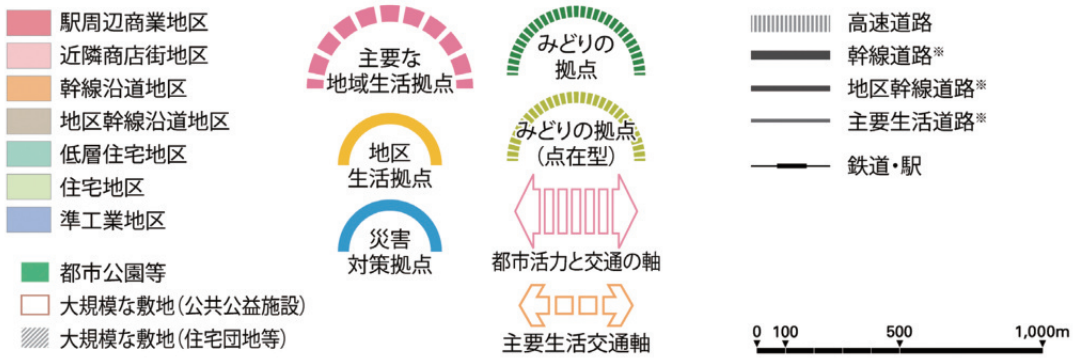 駅周辺商業地区
近隣商店街地区
幹線沿道地区
地区幹線沿道地区
低層住宅地区
住宅地区
準工業地区
都市公園等
大規模な敷地(公共公益施設)
大規模な敷地(住宅団地等)
主要な
地域生活拠点
地区
生活拠点
災害
対策拠点
みどりの
拠点
みどりの拠点
(点在型)
都市活力と交通の軸
主要生活交通軸
高速道路
幹線道路※
地区幹線道路※
主要生活道路※
鉄道・駅
0 100 500 1,000m